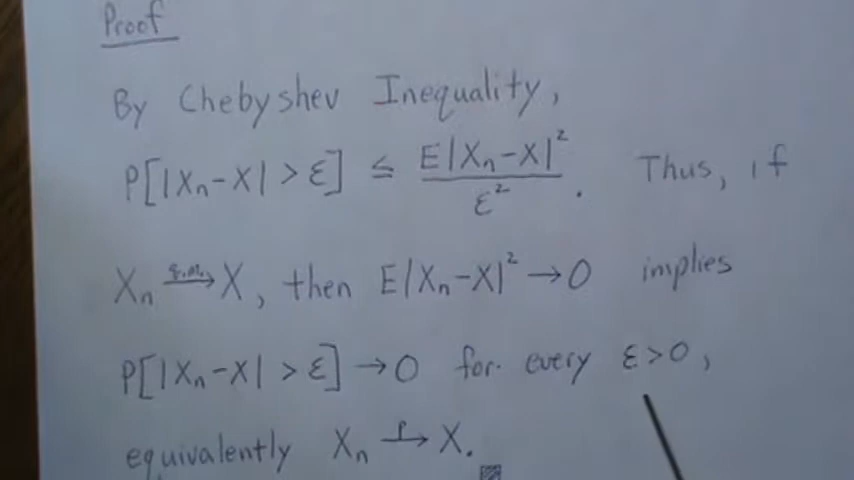 Proof
By Chebyshev Inequality,
P[|Xn-X| > ε] ≤ E|Xn-X|² / ε². Thus, if
Xn q.m.→ X, then E|Xn-X|² → 0 implies
P[|Xn-X| > ε] → 0 for every ε>0,
equivalently Xn P→ X.